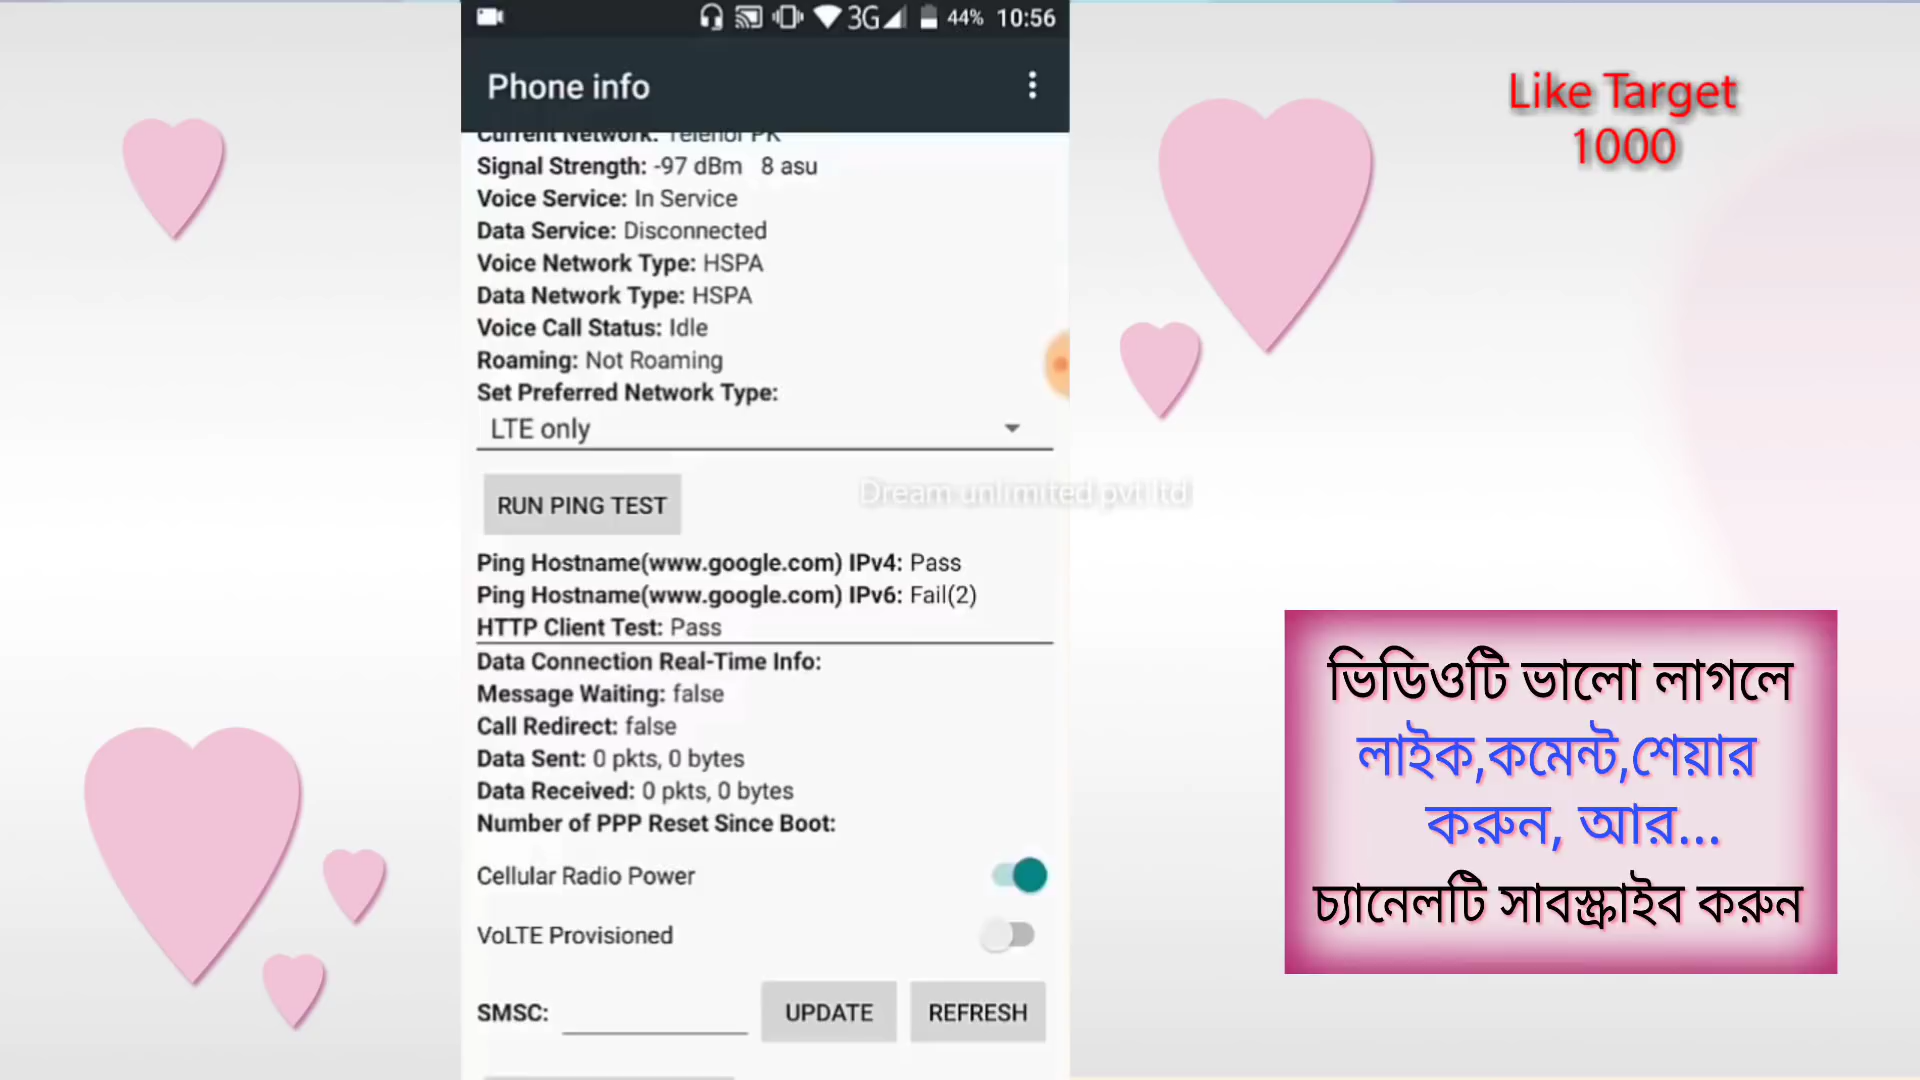 3G 44% 10:56
Phone info
Current Network: Telenor PK
Signal Strength: -97 dBm 8 asu
Voice Service: In Service
Data Service: Disconnected
Voice Network Type: HSPA
Data Network Type: HSPA
Voice Call Status: Idle
Roaming: Not Roaming
Set Preferred Network Type:
LTE only
RUN PING TEST
Ping Hostname(www.google.com) IPv4: Pass
Ping Hostname(www.google.com) IPv6: Fail(2)
HTTP Client Test: Pass
Data Connection Real-Time Info:
Message Waiting: false
Call Redirect: false
Data Sent: 0 pkts, 0 bytes
Data Received: 0 pkts, 0 bytes
Number of PPP Reset Since Boot:
Cellular Radio Power
VoLTE Provisioned
SMSC: UPDATE REFRESH
Dream unlimited pvt ltd
Like Target
1000
ভিডিওটি ভালো লাগলে
লাইক,কমেন্ট,শেয়ার
করুন, আর...
চ্যানেলটি সাবস্ক্রাইব করুন